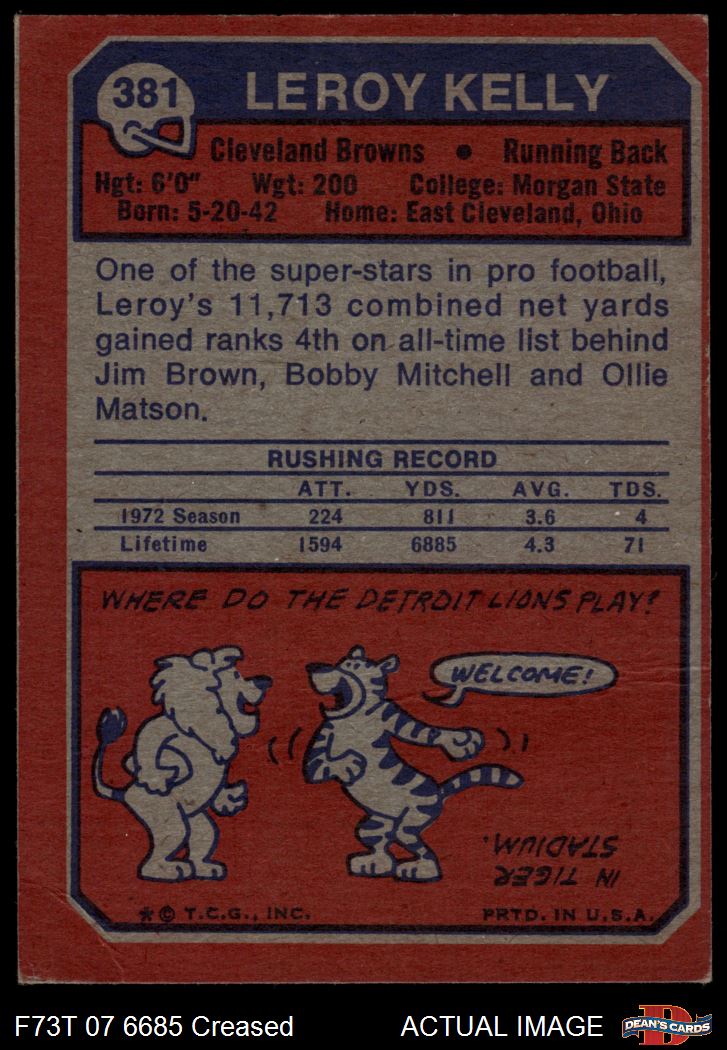 381
LEROY KELLY
Cleveland Browns • Running Back
Hgt: 6'0" Wgt: 200 College: Morgan State
Born: 5-20-42 Home: East Cleveland, Ohio
One of the super-stars in pro football,
Leroy's 11,713 combined net yards
gained ranks 4th on all-time list behind
Jim Brown, Bobby Mitchell and Ollie
Matson.
RUSHING RECORD
ATT. YDS. AVG. TDS.
1972 Season 224 811 3.6 4
Lifetime 1594 6885 4.3 71
WHERE DO THE DETROIT LIONS PLAY?
WELCOME!
IN TIGER
STADIUM.
* © T.C.G., INC. PRTD. IN U.S.A.
F73T 07 6685 Creased ACTUAL IMAGE
D
DEAN'S CARDS